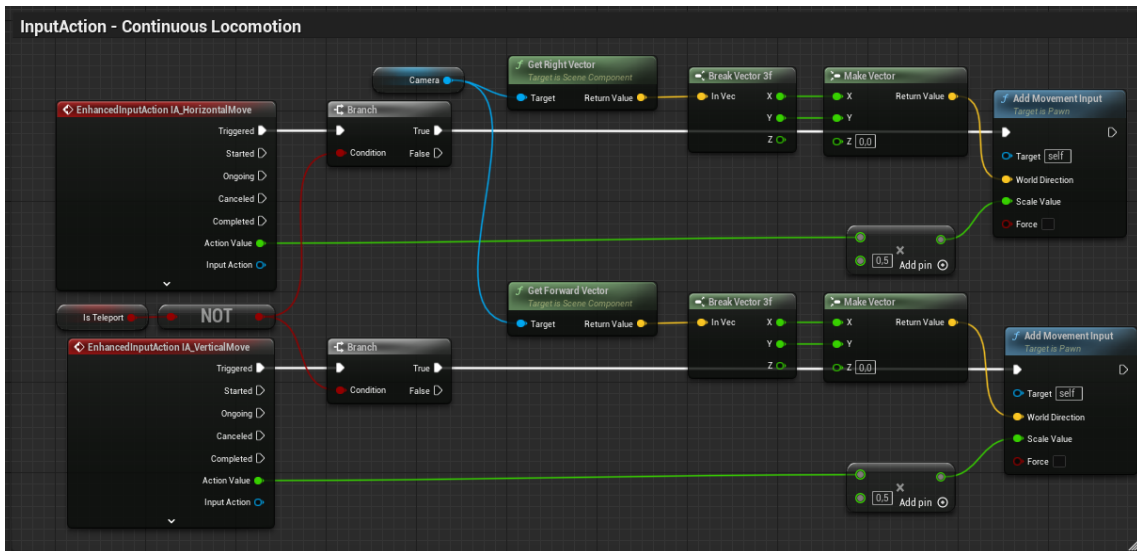 InputAction - Continuous Locomotion
Camera
f Get Right Vector
Target is Scene Component
Target
Return Value
Break Vector 3f
In Vec
X
Y
Z
Make Vector
X
Return Value
Y
Z 0,0
f Add Movement Input
Target is Pawn
Target self
World Direction
Scale Value
Force
EnhancedInputAction IA_HorizontalMove
Triggered
Started
Ongoing
Canceled
Completed
Action Value
Input Action
Branch
True
Condition
False
0,5
×
Add pin
Is Teleport
NOT
f Get Forward Vector
Target is Scene Component
Target
Return Value
Break Vector 3f
In Vec
X
Y
Z
Make Vector
X
Return Value
Y
Z 0,0
f Add Movement Input
Target is Pawn
Target self
World Direction
Scale Value
Force
EnhancedInputAction IA_VerticalMove
Triggered
Started
Ongoing
Canceled
Completed
Action Value
Input Action
Branch
True
Condition
False
0,5
×
Add pin